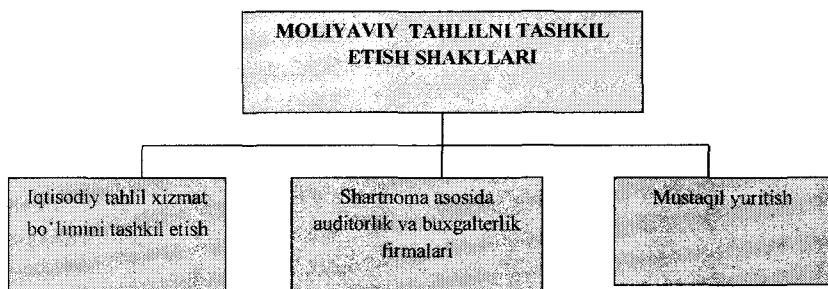 MOLIYAVIY TAHLILNI TASHKIL
ETISH SHAKLLARI
Iqtisodiy tahlil xizmat
bo‘limini tashkil etish
Shartnoma asosida
auditorlik va buxgalterlik
firmalari
Mustaqil yuritish